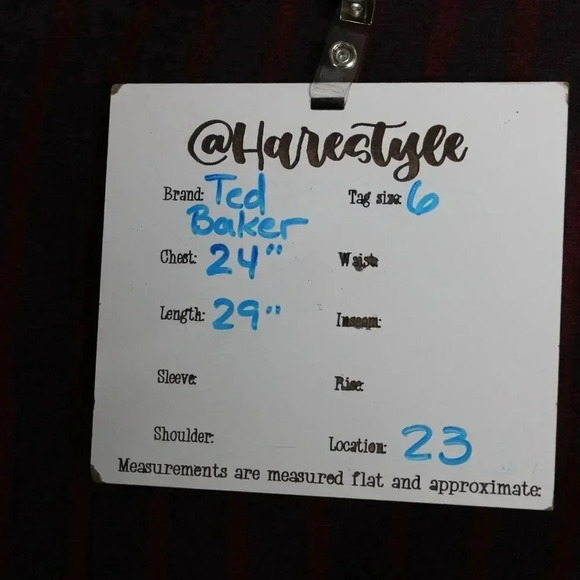 @Harestyle
Brand: Ted Baker Tag size: 6
Chest: 24" Waist:
Length: 29" Inseam:
Sleeve: Rise:
Shoulder: Location: 23
Measurements are measured flat and approximate: